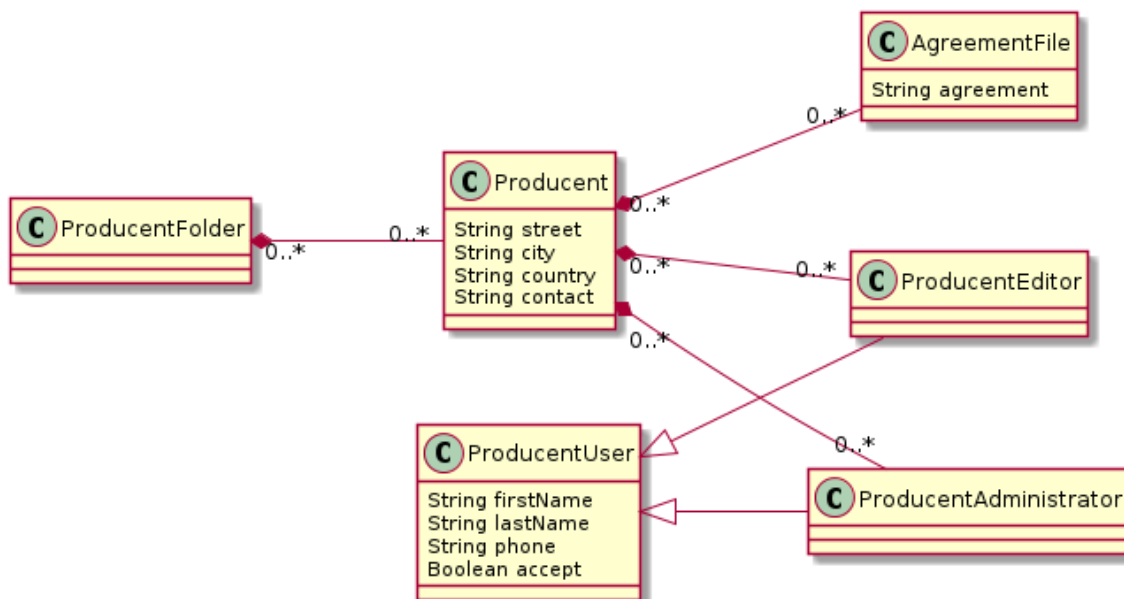 C AgreementFile
String agreement
0..*
0..*
C Producent
String street
String city
String country
String contact
C ProducentFolder
0..*
0..*
0..*
0..*
C ProducentEditor
0..*
0..*
C ProducentUser
String firstName
String lastName
String phone
Boolean accept
C ProducentAdministrator